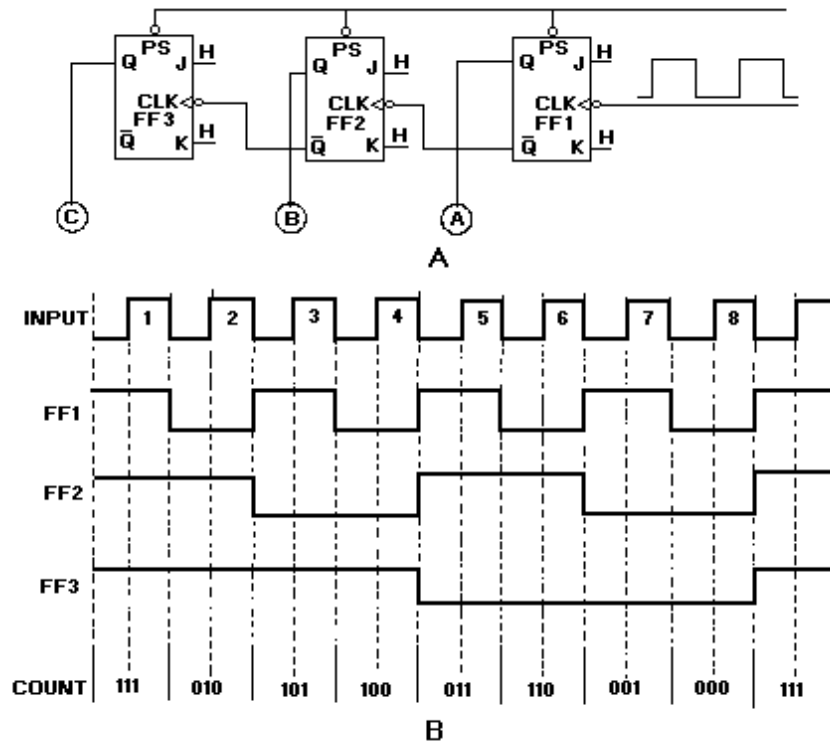 PS PS PS
Q J H Q J H Q J H
CLK CLK CLK
FF3 FF2 FF1
Q̅ K H Q̅ K H Q̅ K H
C B A
A
INPUT 1 2 3 4 5 6 7 8
FF1
FF2
FF3
COUNT 111 010 101 100 011 110 001 000 111
B